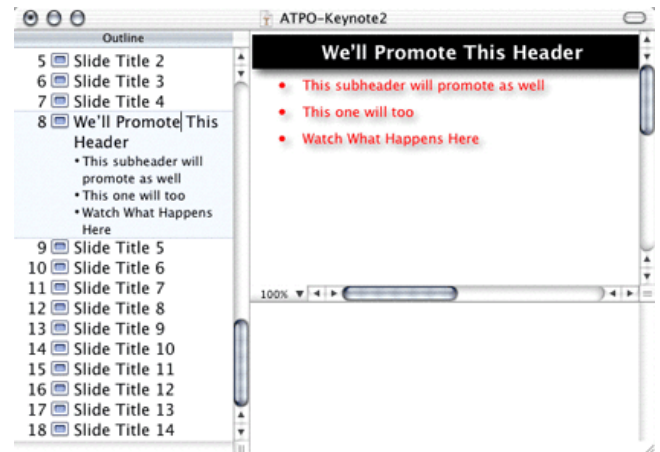 ATPO-Keynote2
Outline
5 Slide Title 2
6 Slide Title 3
7 Slide Title 4
8 We'll Promote This
Header
• This subheader will
promote as well
• This one will too
• Watch What Happens
Here
9 Slide Title 5
10 Slide Title 6
11 Slide Title 7
12 Slide Title 8
13 Slide Title 9
14 Slide Title 10
15 Slide Title 11
16 Slide Title 12
17 Slide Title 13
18 Slide Title 14
We'll Promote This Header
• This subheader will promote as well
• This one will too
• Watch What Happens Here
100%